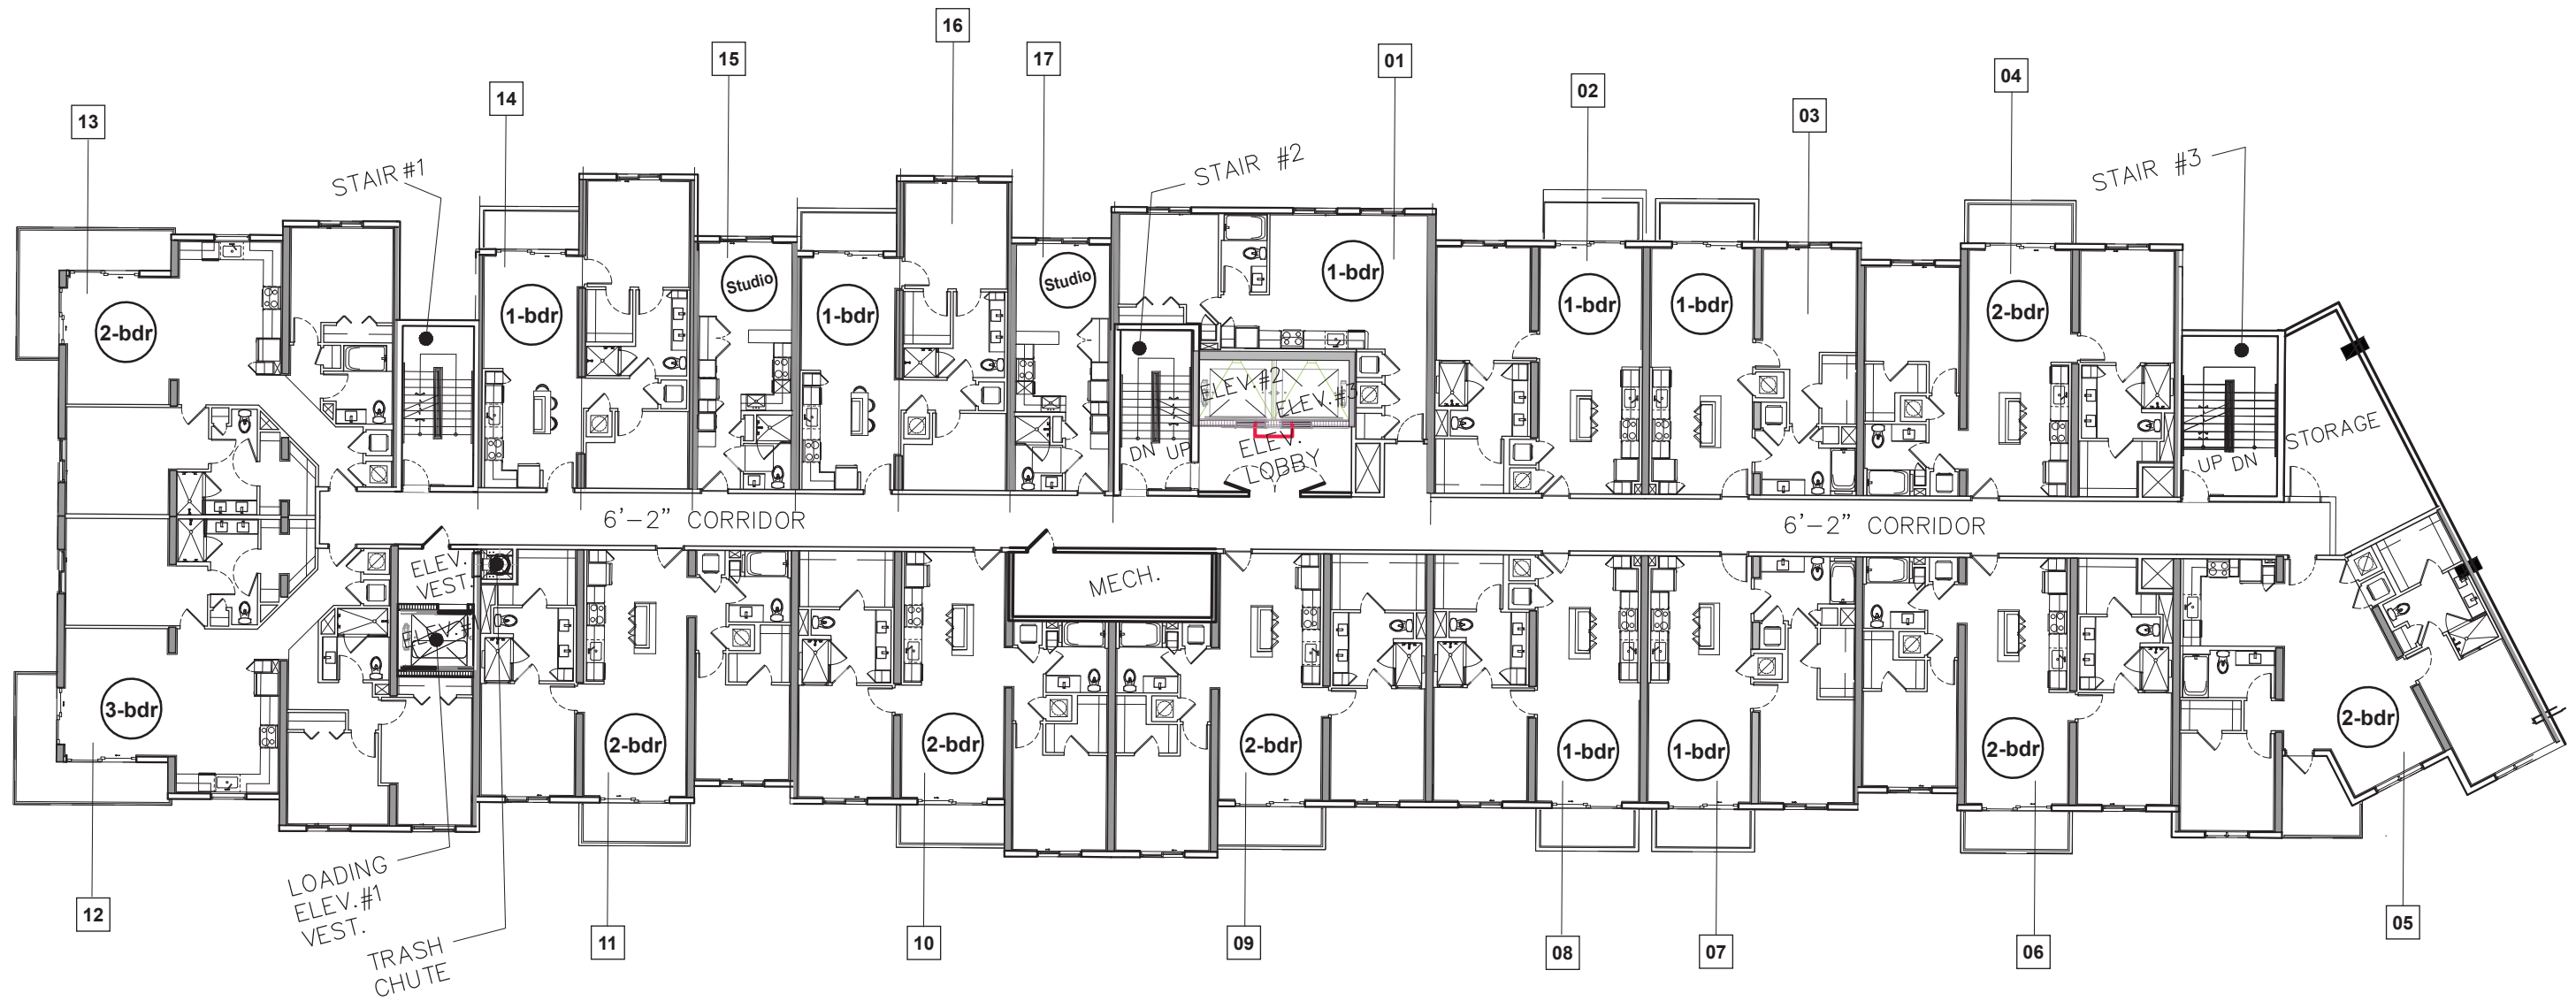 16
15
17
01
04
02
14
03
13
STAIR #2
STAIR #3
STAIR #1
1-bdr
Studio
Studio
1-bdr
1-bdr
2-bdr
1-bdr
1-bdr
2-bdr
ELEV.#2
ELEV.#3
STORAGE
DN UP
ELEV.
LOBBY
UP DN
6'-2" CORRIDOR
6'-2" CORRIDOR
ELEV.
VEST.
MECH.
3-bdr
2-bdr
2-bdr
2-bdr
1-bdr
1-bdr
2-bdr
2-bdr
LOADING
ELEV.#1
VEST.
TRASH
CHUTE
12
11
10
09
08
07
06
05